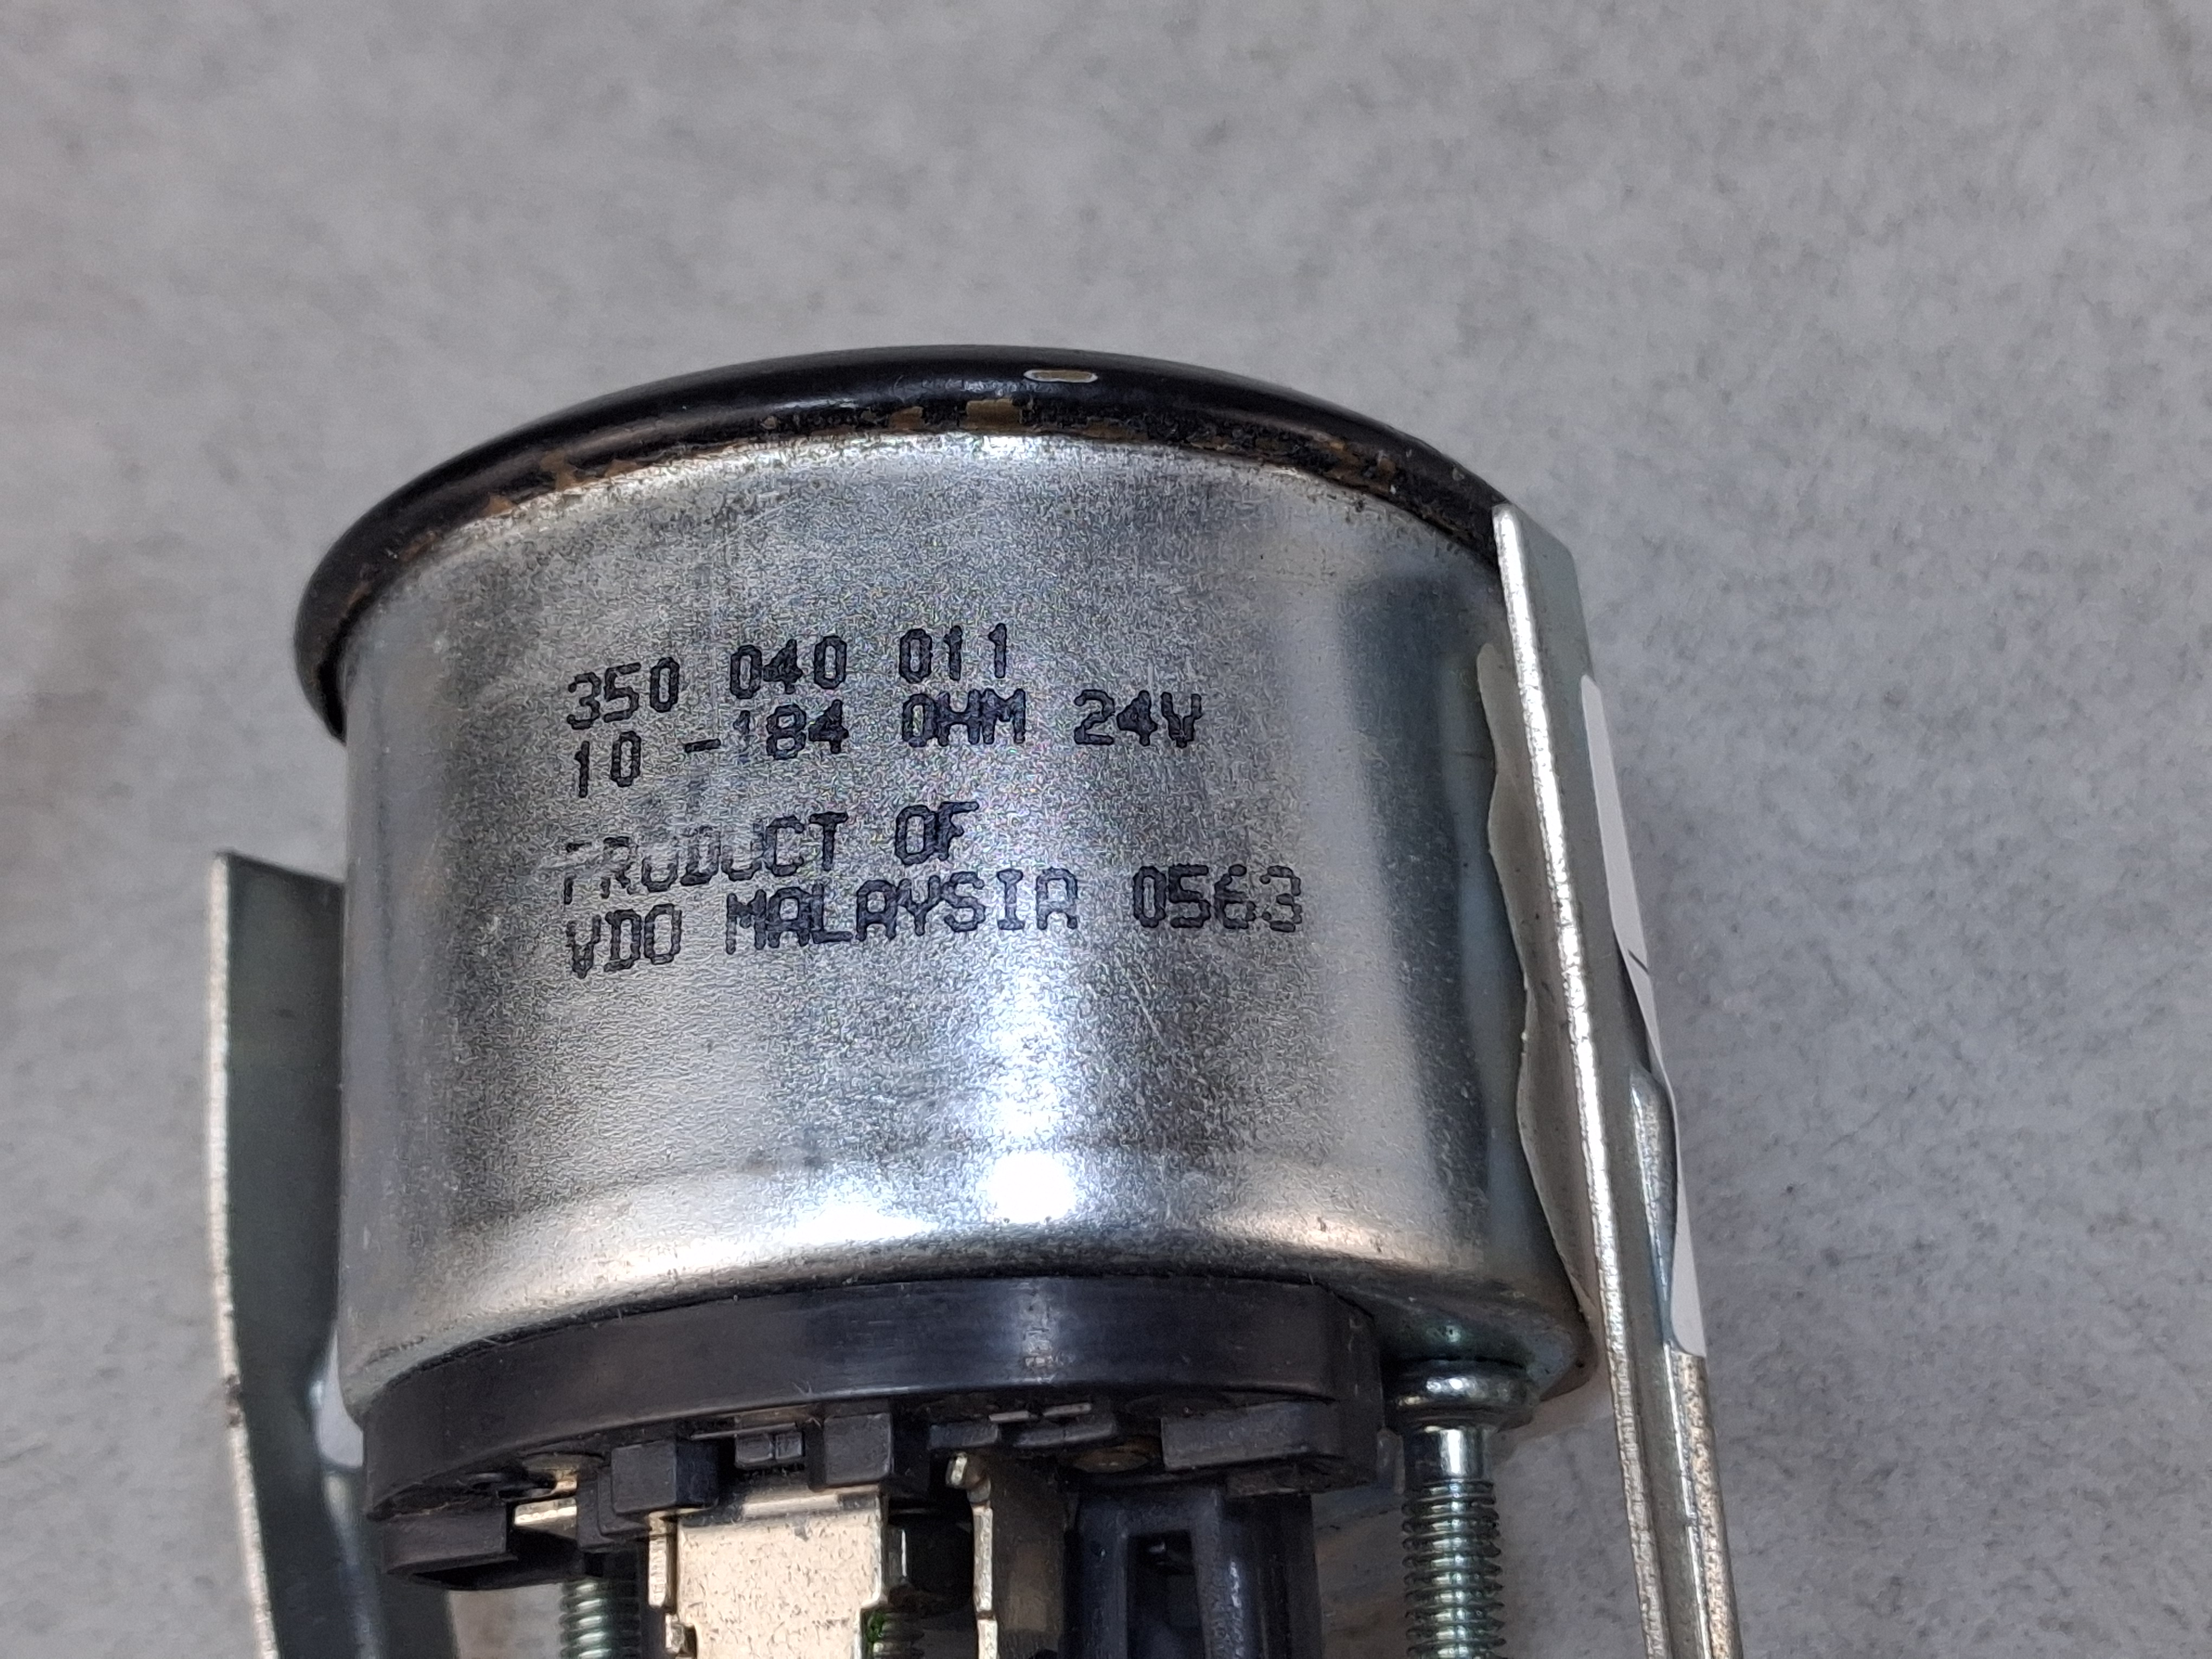 350 040 011
10 -184 OHM 24V
PRODUCT OF
VDO MALAYSIA 0563